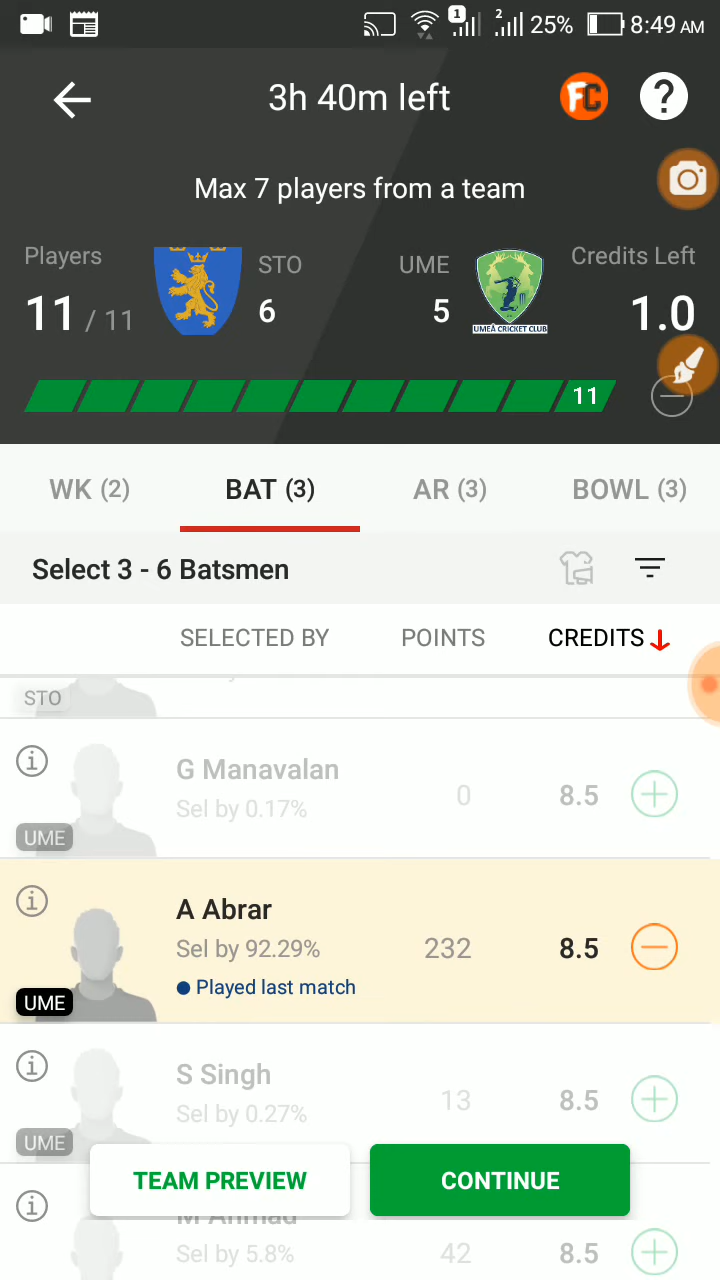 1 2 25% 8:49 AM
3h 40m left FC ?
Max 7 players from a team
Players STO UME Credits Left
11 / 11 6 5 1.0
UMEÅ CRICKET CLUB
11
WK (2) BAT (3) AR (3) BOWL (3)
Select 3 - 6 Batsmen
SELECTED BY POINTS CREDITS
STO
G Manavalan
Sel by 0.17% 0 8.5
UME
A Abrar
Sel by 92.29% 232 8.5
Played last match
UME
S Singh
Sel by 0.27% 13 8.5
UME
TEAM PREVIEW CONTINUE
M Ahmad
Sel by 5.8% 42 8.5